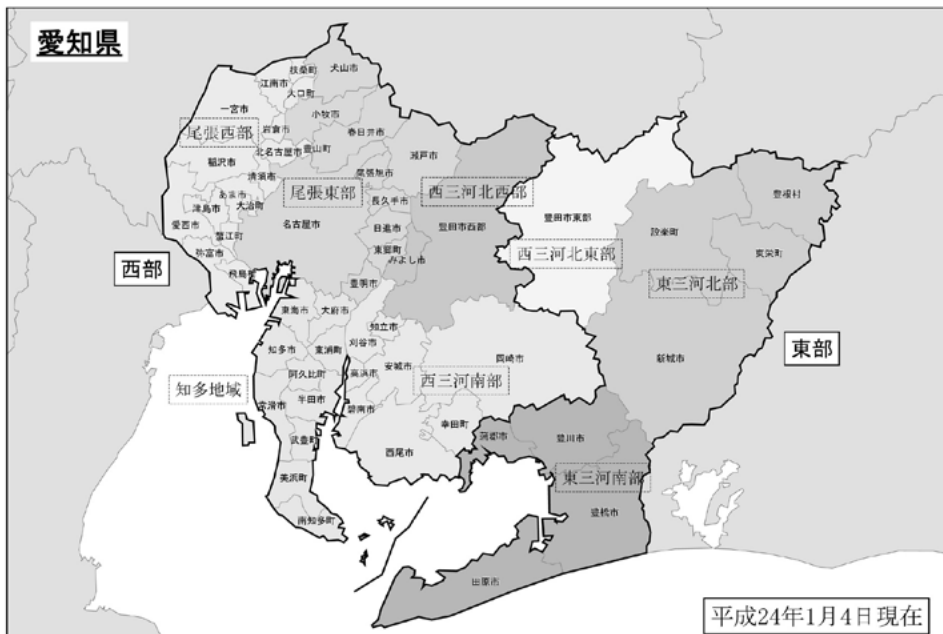 愛知県
扶桑町
犬山市
江南市
大口町
一宮市
小牧市
岩倉市
春日井市
尾張西部
北名古屋市
豊山町
瀬戸市
稲沢市
清須市
尾張旭市
あま市
尾張東部
西三河北西部
津島市
大治町
長久手市
豊根村
愛西市
名古屋市
日進市
豊田市西部
豊田市東部
設楽町
蟹江町
東郷町
東栄町
弥富市
みよし市
西三河北東部
西部
飛島村
豊明市
東三河北部
東海市
大府市
知立市
東部
知多市
東浦町
刈谷市
岡崎市
新城市
安城市
阿久比町
高浜市
西三河南部
知多地域
常滑市
半田市
碧南市
幸田町
蒲郡市
豊川市
武豊町
西尾市
東三河南部
美浜町
豊橋市
南知多町
田原市
平成24年1月4日現在